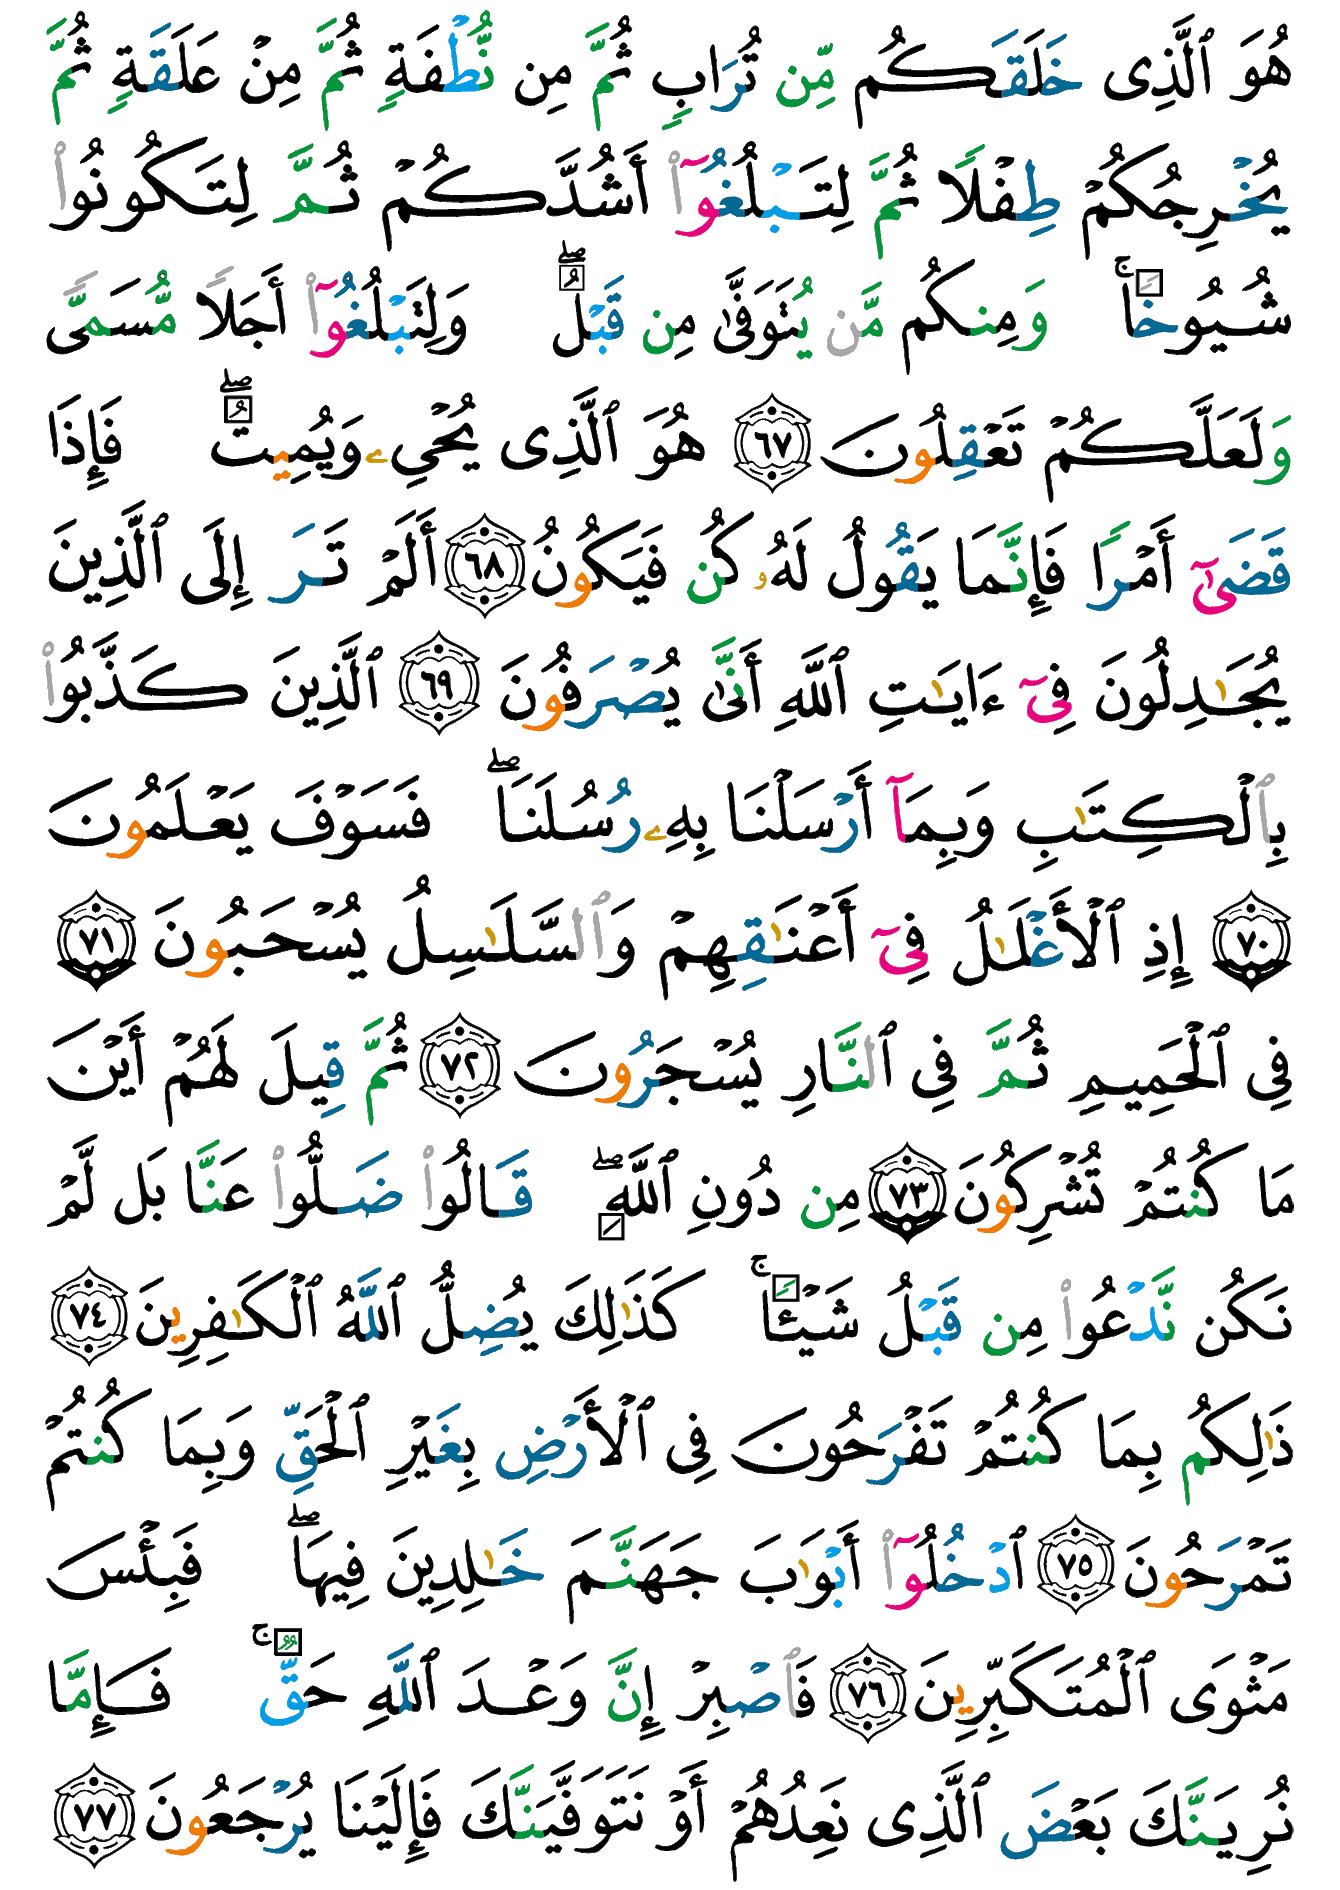 هُوَ ٱلَّذِى خَلَقَكُم مِّن تُرَابٍ ثُمَّ مِن نُّطْفَةٍ ثُمَّ مِنْ عَلَقَةٍ ثُمَّ
يُخْرِجُكُمْ طِفْلًا ثُمَّ لِتَبْلُغُوٓا۟ أَشُدَّكُمْ ثُمَّ لِتَكُونُوا۟
شُيُوخًا ۚ وَمِنكُم مَّن يُتَوَفَّىٰ مِن قَبْلُ ۖ وَلِتَبْلُغُوٓا۟ أَجَلًا مُّسَمًّى
وَلَعَلَّكُمْ تَعْقِلُونَ ٦٧ هُوَ ٱلَّذِى يُحْىِۦ وَيُمِيتُ ۖ فَإِذَا
قَضَىٰٓ أَمْرًا فَإِنَّمَا يَقُولُ لَهُۥ كُن فَيَكُونُ ٦٨ أَلَمْ تَرَ إِلَى ٱلَّذِينَ
يُجَـٰدِلُونَ فِىٓ ءَايَـٰتِ ٱللَّهِ أَنَّىٰ يُصْرَفُونَ ٦٩ ٱلَّذِينَ كَذَّبُوا۟
بِٱلْكِتَـٰبِ وَبِمَآ أَرْسَلْنَا بِهِۦ رُسُلَنَا ۖ فَسَوْفَ يَعْلَمُونَ
٧٠ إِذِ ٱلْأَغْلَـٰلُ فِىٓ أَعْنَـٰقِهِمْ وَٱلسَّلَـٰسِلُ يُسْحَبُونَ ٧١
فِى ٱلْحَمِيمِ ثُمَّ فِى ٱلنَّارِ يُسْجَرُونَ ٧٢ ثُمَّ قِيلَ لَهُمْ أَيْنَ
مَا كُنتُمْ تُشْرِكُونَ ٧٣ مِن دُونِ ٱللَّهِ ۖ قَالُوا۟ ضَلُّوا۟ عَنَّا بَل لَّمْ
نَكُن نَّدْعُوا۟ مِن قَبْلُ شَيْـًٔا ۚ كَذَٰلِكَ يُضِلُّ ٱللَّهُ ٱلْكَـٰفِرِينَ ٧٤
ذَٰلِكُم بِمَا كُنتُمْ تَفْرَحُونَ فِى ٱلْأَرْضِ بِغَيْرِ ٱلْحَقِّ وَبِمَا كُنتُمْ
تَمْرَحُونَ ٧٥ ٱدْخُلُوٓا۟ أَبْوَٰبَ جَهَنَّمَ خَـٰلِدِينَ فِيهَا ۖ فَبِئْسَ
مَثْوَى ٱلْمُتَكَبِّرِينَ ٧٦ فَٱصْبِرْ إِنَّ وَعْدَ ٱللَّهِ حَقٌّ ۚ فَإِمَّا
نُرِيَنَّكَ بَعْضَ ٱلَّذِى نَعِدُهُمْ أَوْ نَتَوَفَّيَنَّكَ فَإِلَيْنَا يُرْجَعُونَ ٧٧